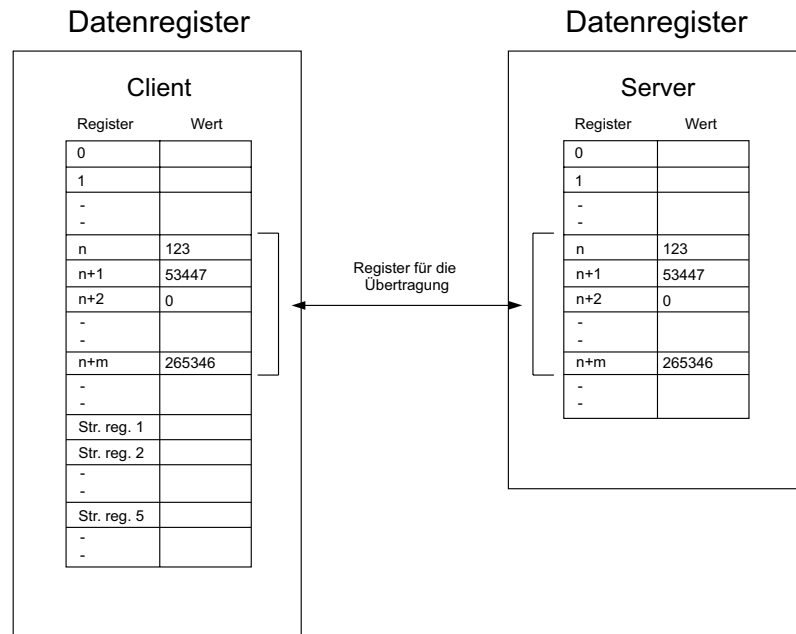 Datenregister
Client
Register Wert
0
1
-
-
n 123
n+1 53447
n+2 0
-
-
n+m 265346
-
-
Str. reg. 1
Str. reg. 2
-
-
Str. reg. 5
-
-
Register für die
Übertragung
Datenregister
Server
Register Wert
0
1
-
-
n 123
n+1 53447
n+2 0
-
-
n+m 265346
-
-